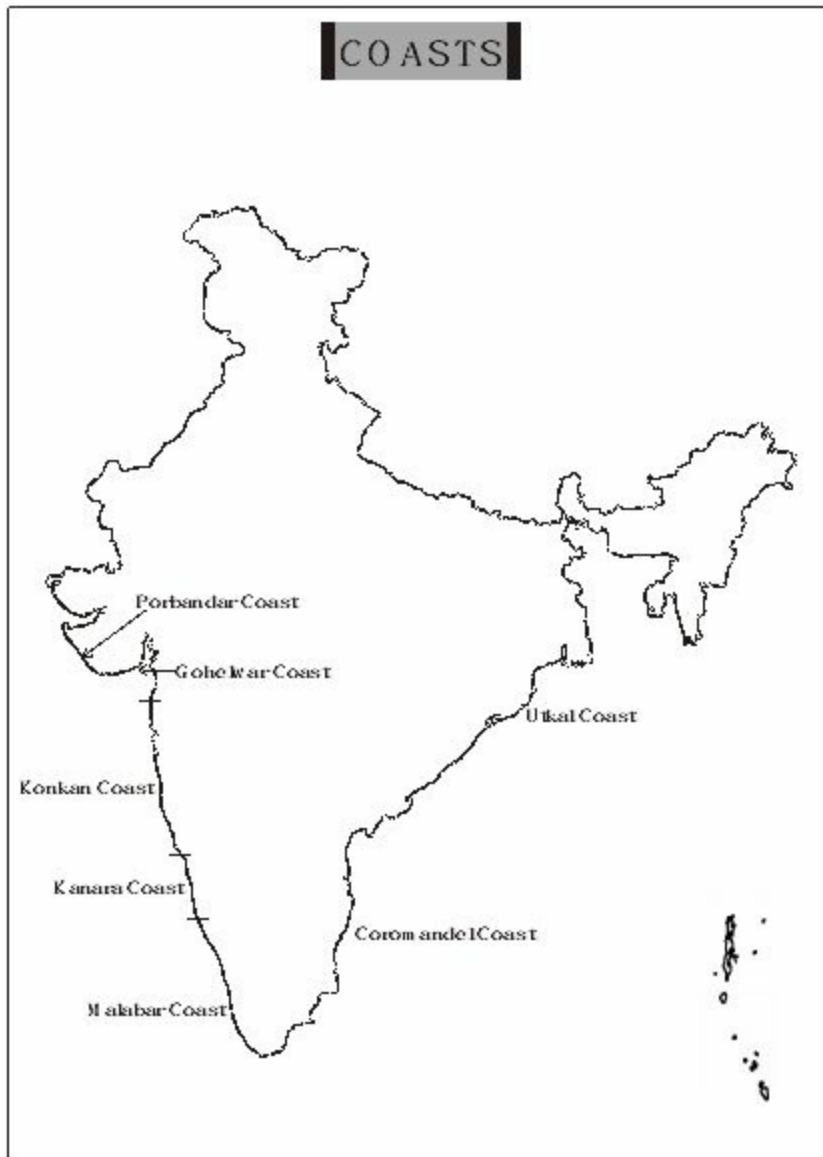 COASTS
Porbandar Coast
Gohelwar Coast
Utkal Coast
Konkan Coast
Kanara Coast
Coromandel Coast
Malabar Coast